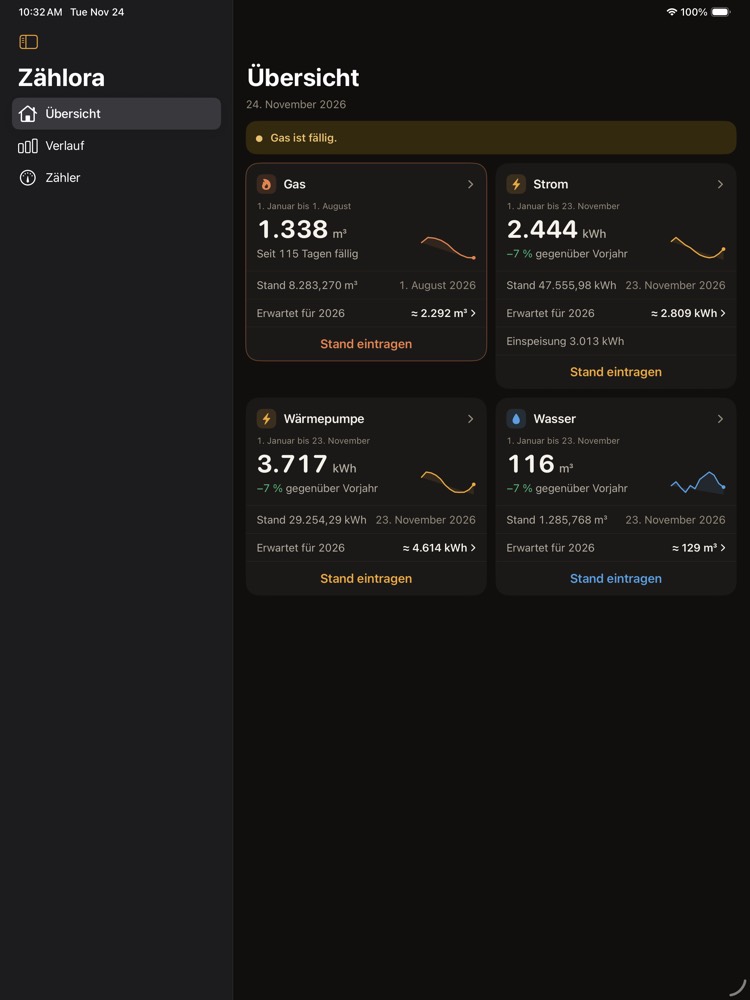 10:32 AM Tue Nov 24
100%
Zählora
Übersicht
Verlauf
Zähler
Übersicht
24. November 2026
Gas ist fällig.
Gas
1. Januar bis 1. August
1.338 m³
Seit 115 Tagen fällig
Stand 8.283,270 m³ 1. August 2026
Erwartet für 2026 ≈ 2.292 m³
Stand eintragen
Strom
1. Januar bis 23. November
2.444 kWh
−7 % gegenüber Vorjahr
Stand 47.555,98 kWh 23. November 2026
Erwartet für 2026 ≈ 2.809 kWh
Einspeisung 3.013 kWh
Stand eintragen
Wärmepumpe
1. Januar bis 23. November
3.717 kWh
−7 % gegenüber Vorjahr
Stand 29.254,29 kWh 23. November 2026
Erwartet für 2026 ≈ 4.614 kWh
Stand eintragen
Wasser
1. Januar bis 23. November
116 m³
−7 % gegenüber Vorjahr
Stand 1.285,768 m³ 23. November 2026
Erwartet für 2026 ≈ 129 m³
Stand eintragen